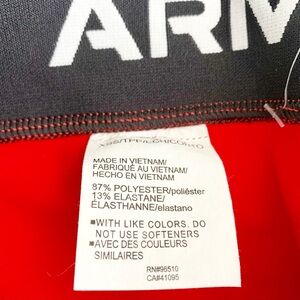 ARM
MADE IN VIETNAM/
FABRIQUÉ AU VIETNAM/
HECHO EN VIETNAM
87% POLYESTER/poliéster
13% ELASTANE/
ÉLASTHANNE/elastano
■WITH LIKE COLORS. DO
NOT USE SOFTENERS
■AVEC DES COULEURS
SIMILAIRES
RN#96510
CA#41095